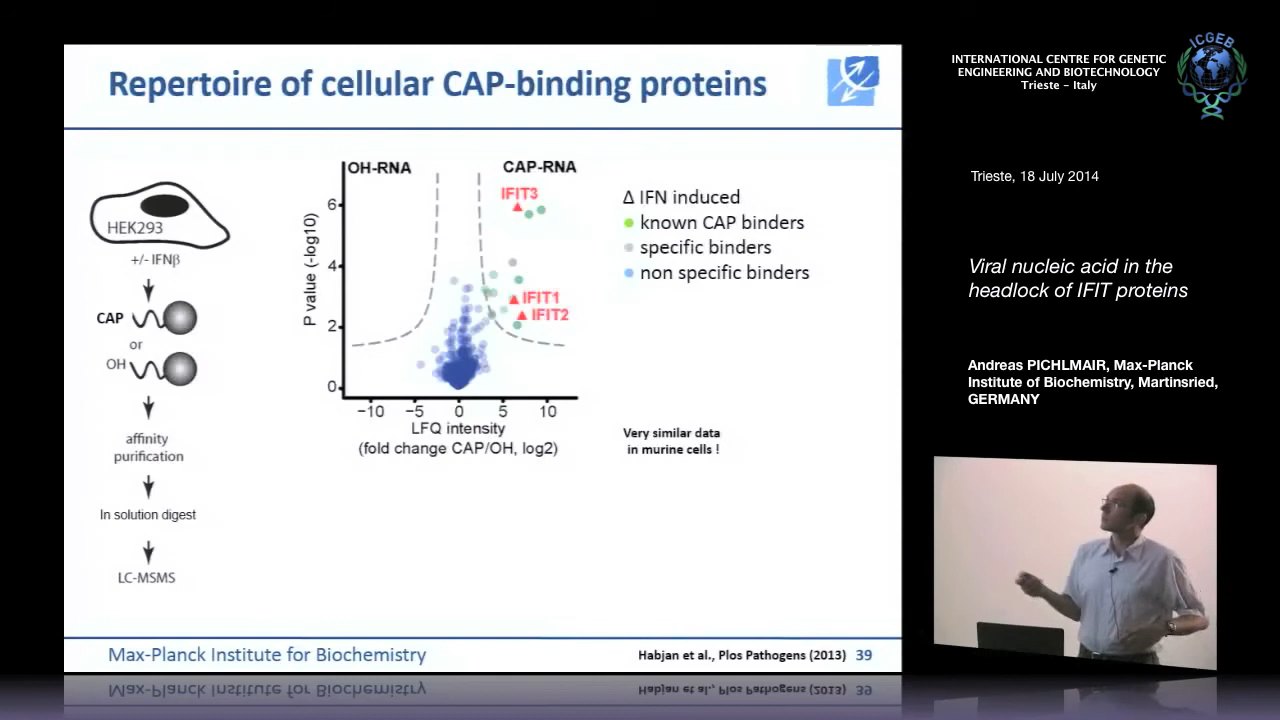 Repertoire of cellular CAP-binding proteins
HEK293
+/- IFNβ
CAP
or
OH
affinity
purification
In solution digest
LC-MSMS
OH-RNA
CAP-RNA
IFIT3
IFIT1
IFIT2
P value (-log10)
6
4
2
0
−10 −5 0 5 10
LFQ intensity
(fold change CAP/OH, log2)
Δ IFN induced
known CAP binders
specific binders
non specific binders
Very similar data
in murine cells !
Max-Planck Institute for Biochemistry
Habjan et al., Plos Pathogens (2013) 39
INTERNATIONAL CENTRE FOR GENETIC
ENGINEERING AND BIOTECHNOLOGY
Trieste – Italy
ICGEB
Trieste, 18 July 2014
Viral nucleic acid in the
headlock of IFIT proteins
Andreas PICHLMAIR, Max-Planck
Institute of Biochemistry, Martinsried,
GERMANY